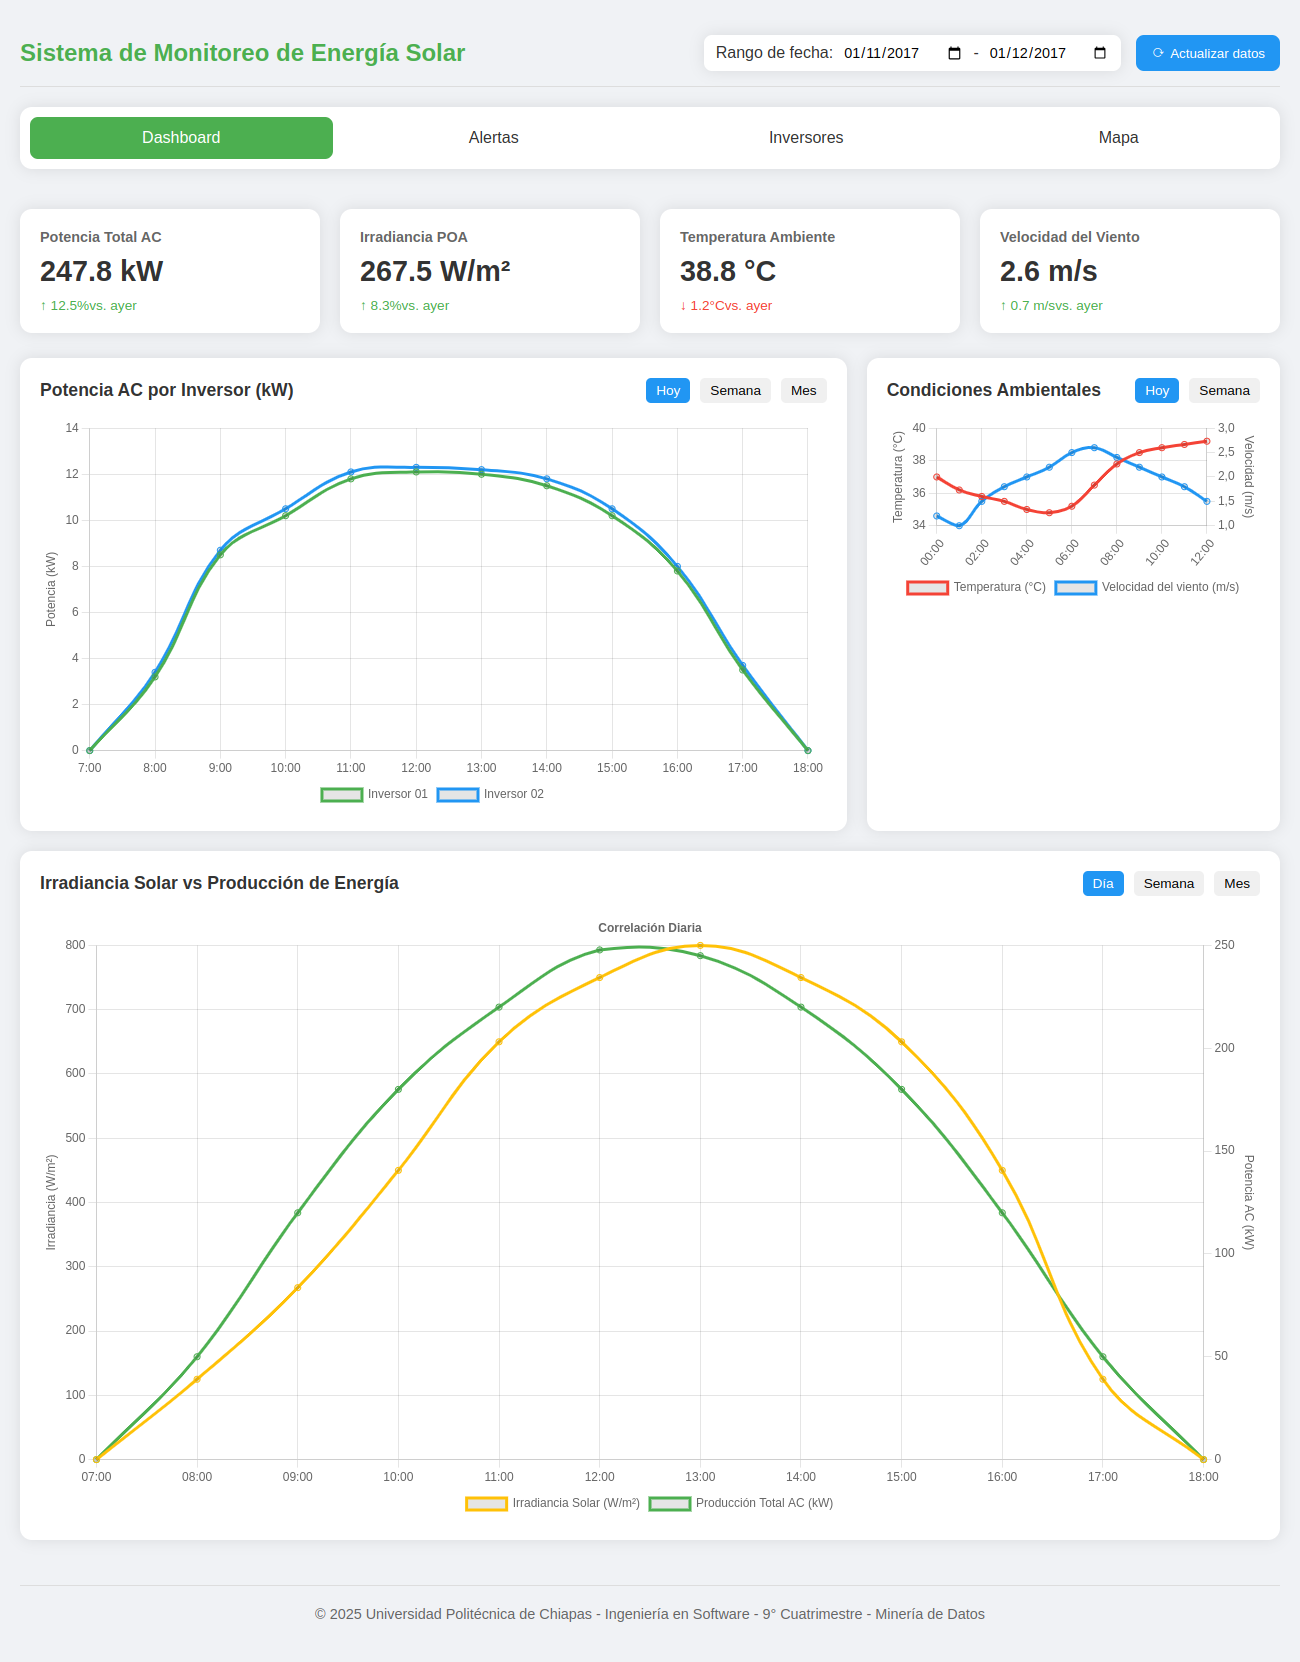 Sistema de Monitoreo de Energía Solar
Rango de fecha: 01/11/2017 - 01/12/2017
Actualizar datos
Dashboard Alertas Inversores Mapa
Potencia Total AC
247.8 kW
↑ 12.5%vs. ayer
Irradiancia POA
267.5 W/m²
↑ 8.3%vs. ayer
Temperatura Ambiente
38.8 °C
↓ 1.2°Cvs. ayer
Velocidad del Viento
2.6 m/s
↑ 0.7 m/svs. ayer
Potencia AC por Inversor (kW)
Hoy Semana Mes
14
12
10
8
6
4
2
0
Potencia (kW)
7:00 8:00 9:00 10:00 11:00 12:00 13:00 14:00 15:00 16:00 17:00 18:00
Inversor 01 Inversor 02
Condiciones Ambientales
Hoy Semana
Temperatura (°C)
40
38
36
34
3,0
2,5
2,0
1,5
1,0
Velocidad (m/s)
00:00 02:00 04:00 06:00 08:00 10:00 12:00
Temperatura (°C) Velocidad del viento (m/s)
Irradiancia Solar vs Producción de Energía
Día Semana Mes
Correlación Diaria
800
700
600
500
400
300
200
100
0
Irradiancia (W/m²)
250
200
150
100
50
0
Potencia AC (kW)
07:00 08:00 09:00 10:00 11:00 12:00 13:00 14:00 15:00 16:00 17:00 18:00
Irradiancia Solar (W/m²) Producción Total AC (kW)
© 2025 Universidad Politécnica de Chiapas - Ingeniería en Software - 9° Cuatrimestre - Minería de Datos